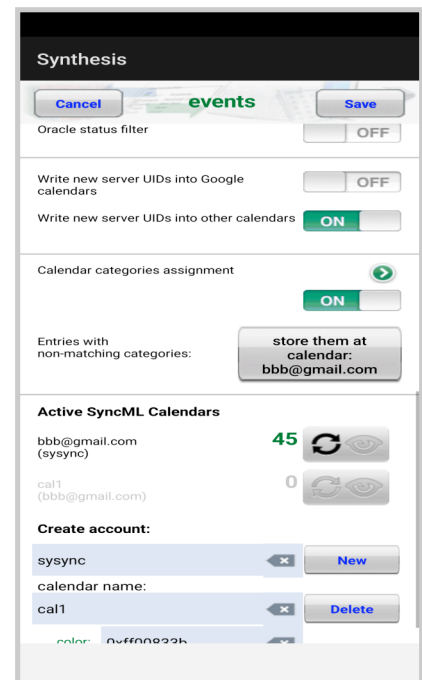 Synthesis
Cancel events Save
Oracle status filter OFF
Write new server UIDs into Google
calendars
OFF
Write new server UIDs into other calendars ON
Calendar categories assignment
ON
Entries with
non-matching categories:
store them at
calendar:
bbb@gmail.com
Active SyncML Calendars
bbb@gmail.com
(sysync)
45
cal1
(bbb@gmail.com)
0
Create account:
sysync New
calendar name:
cal1 Delete
color: 0xff00833b